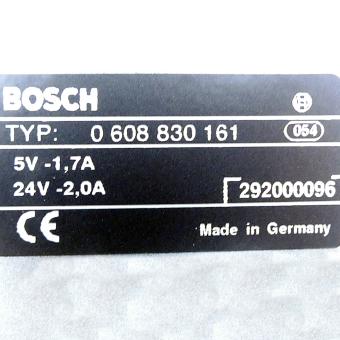 BOSCH
TYP: 0 608 830 161 054
5V -1,7A
24V -2,0A 292000096
CE Made in Germany